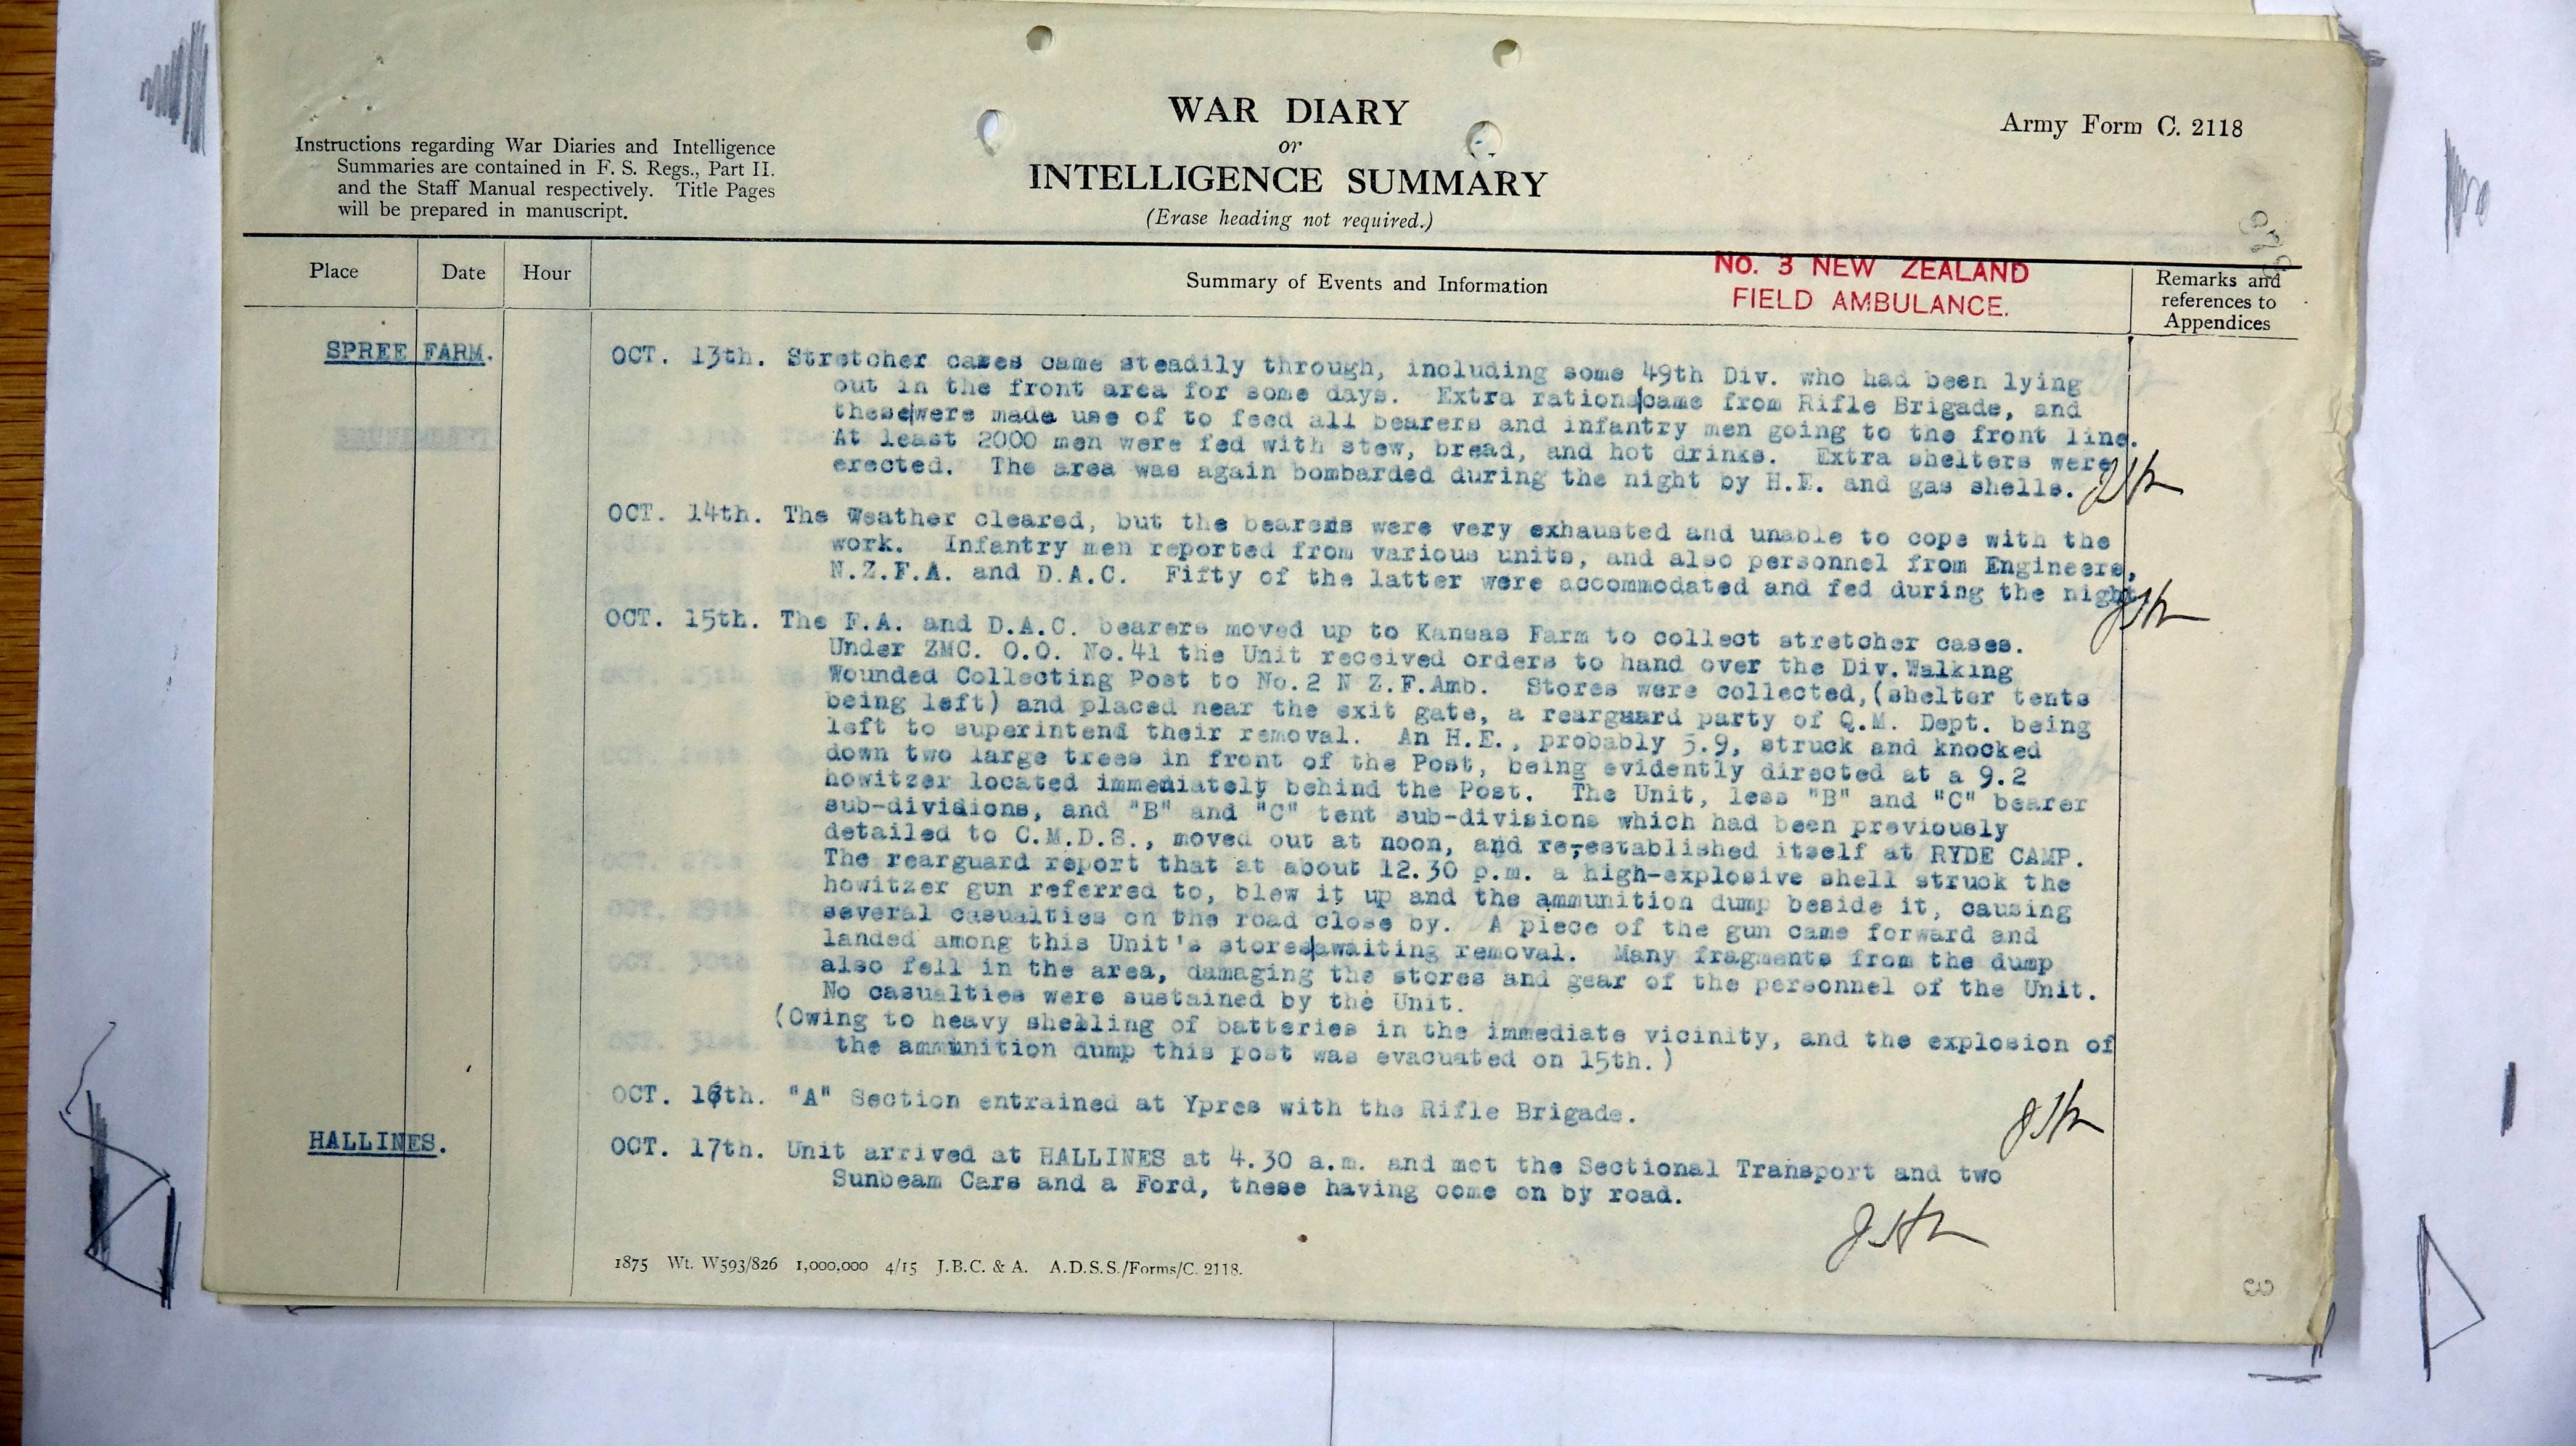 WAR DIARY
or
INTELLIGENCE SUMMARY
(Erase heading not required.)
Army Form C. 2118
Instructions regarding War Diaries and Intelligence
Summaries are contained in F. S. Regs., Part II.
and the Staff Manual respectively. Title Pages
will be prepared in manuscript.
Place
Date
Hour
Summary of Events and Information
NO. 3 NEW ZEALAND
FIELD AMBULANCE.
Remarks and
references to
Appendices
SPREE FARM.
OCT. 13th. Stretcher cases came steadily through, including some 49th Div. who had been lying
out in the front area for some days. Extra rations|came from Rifle Brigade, and
these|were made use of to feed all bearers and infantry men going to the front line.
At least 2000 men were fed with stew, bread, and hot drinks. Extra shelters were
erected. The area was again bombarded during the night by H.E. and gas shells.
OCT. 14th. The Weather cleared, but the bearers were very exhausted and unable to cope with the
work. Infantry men reported from various units, and also personnel from Engineers,
N.Z.F.A. and D.A.C. Fifty of the latter were accommodated and fed during the night.
OCT. 15th. The F.A. and D.A.C. bearers moved up to Kansas Farm to collect stretcher cases.
Under ZMC. O.O. No.41 the Unit received orders to hand over the Div.Walking
Wounded Collecting Post to No.2 N Z.F.Amb. Stores were collected,(shelter tents
being left) and placed near the exit gate, a rearguard party of Q.M. Dept. being
left to superintend their removal. An H.E., probably 5.9, struck and knocked
down two large trees in front of the Post, being evidently directed at a 9.2
howitzer located immediately behind the Post. The Unit, less "B" and "C" bearer
sub-divisions, and "B" and "C" tent sub-divisions which had been previously
detailed to C.M.D.S., moved out at noon, and re-established itself at RYDE CAMP.
The rearguard report that at about 12.30 p.m. a high-explosive shell struck the
howitzer gun referred to, blew it up and the ammunition dump beside it, causing
several casualties on the road close by. A piece of the gun came forward and
landed among this Unit's stores|awaiting removal. Many fragments from the dump
also fell in the area, damaging the stores and gear of the personnel of the Unit.
No casualties were sustained by the Unit.
(Owing to heavy shelling of batteries in the immediate vicinity, and the explosion of
the ammunition dump this post was evacuated on 15th.)
OCT. 16th. "A" Section entrained at Ypres with the Rifle Brigade.
HALLINES.
OCT. 17th. Unit arrived at HALLINES at 4.30 a.m. and met the Sectional Transport and two
Sunbeam Cars and a Ford, these having come on by road.
1875 Wt. W593/826 1,000,000 4/15 J.B.C. & A. A.D.S.S./Forms/C. 2118.